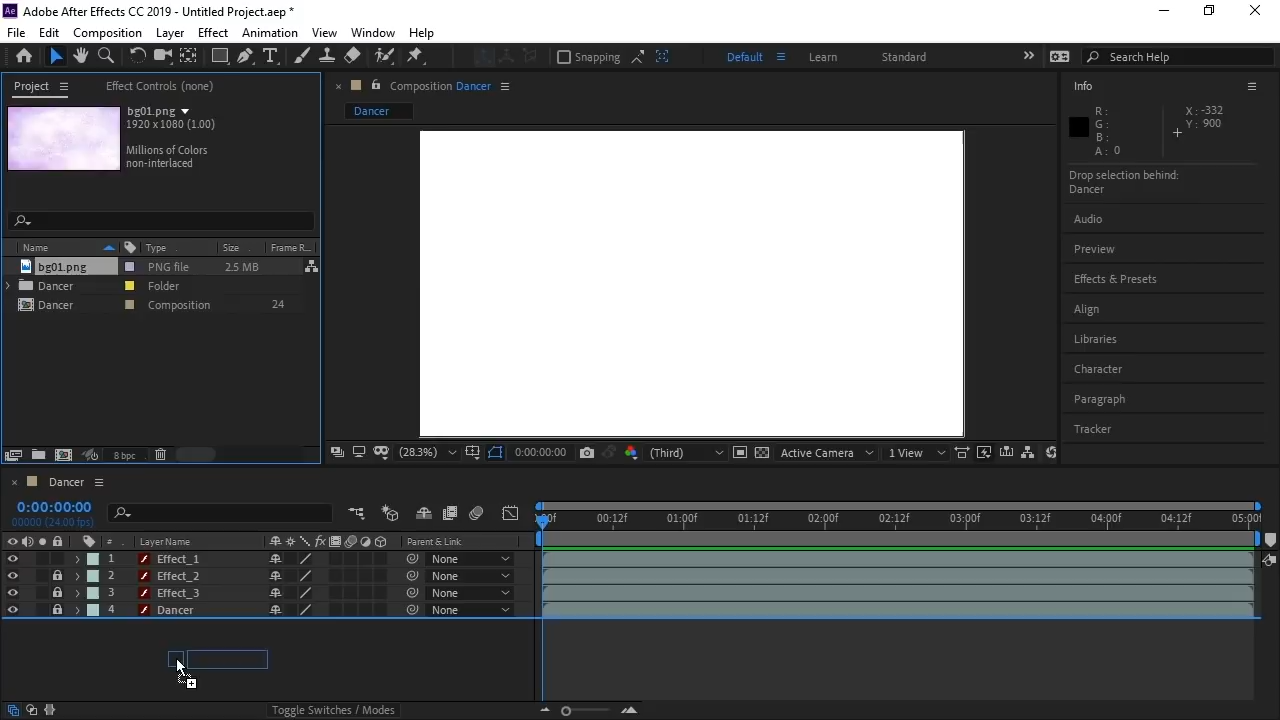 Ae Adobe After Effects CC 2019 - Untitled Project.aep *
File Edit Composition Layer Effect Animation View Window Help
Snapping Default Learn Standard Search Help
Project Effect Controls (none)
bg01.png
1920 x 1080 (1.00)
Millions of Colors
non-interlaced
Name Type Size Frame R...
bg01.png PNG file 2.5 MB
Dancer Folder
Dancer Composition 24
8 bpc
Composition Dancer
Dancer
(28.3%) 0:00:00:00 (Third) Active Camera 1 View
Info
R :
G :
B :
A : 0
X : -332
Y : 900
Drop selection behind:
Dancer
Audio
Preview
Effects & Presets
Align
Libraries
Character
Paragraph
Tracker
Dancer
0:00:00:00
00000 (24.00 fps)
:00f 00:12f 01:00f 01:12f 02:00f 02:12f 03:00f 03:12f 04:00f 04:12f 05:00f
# Layer Name fx Parent & Link
1 Effect_1 None
2 Effect_2 None
3 Effect_3 None
4 Dancer None
Toggle Switches / Modes